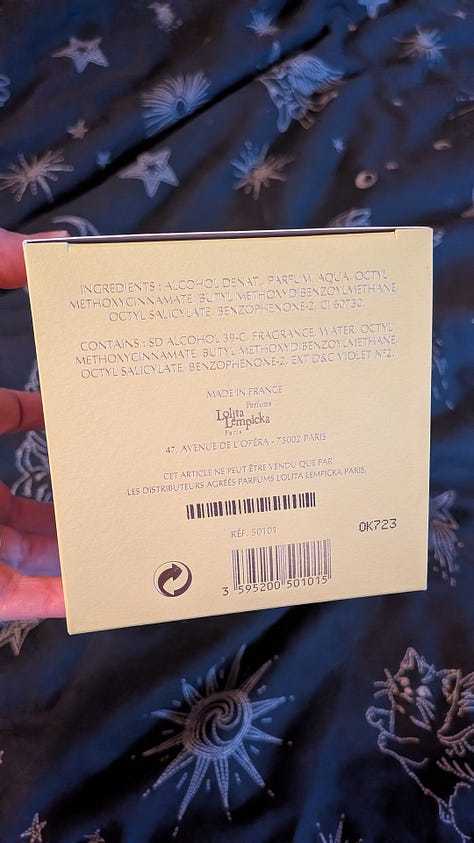 INGREDIENTS : ALCOHOL DENAT., PARFUM, AQUA, OCTYL
METHOXYCINNAMATE, BUTYL METHOXYDIBENZOYLMETHANE,
OCTYL SALICYLATE, BENZOPHENONE-2, CI 60730.
CONTAINS : SD ALCOHOL 39-C, FRAGRANCE, WATER, OCTYL
METHOXYCINNAMATE, BUTYL METHOXYDIBENZOYLMETHANE,
OCTYL SALICYLATE, BENZOPHENONE-2, EXT D&C VIOLET N°2.
MADE IN FRANCE
Parfums
Lolita
Lempicka
Paris
47, AVENUE DE L'OPÉRA - 75002 PARIS
CET ARTICLE NE PEUT ÊTRE VENDU QUE PAR
LES DISTRIBUTEURS AGRÉÉS PARFUMS LOLITA LEMPICKA PARIS.
RÉF. 50101
0K723
3 595200 501015